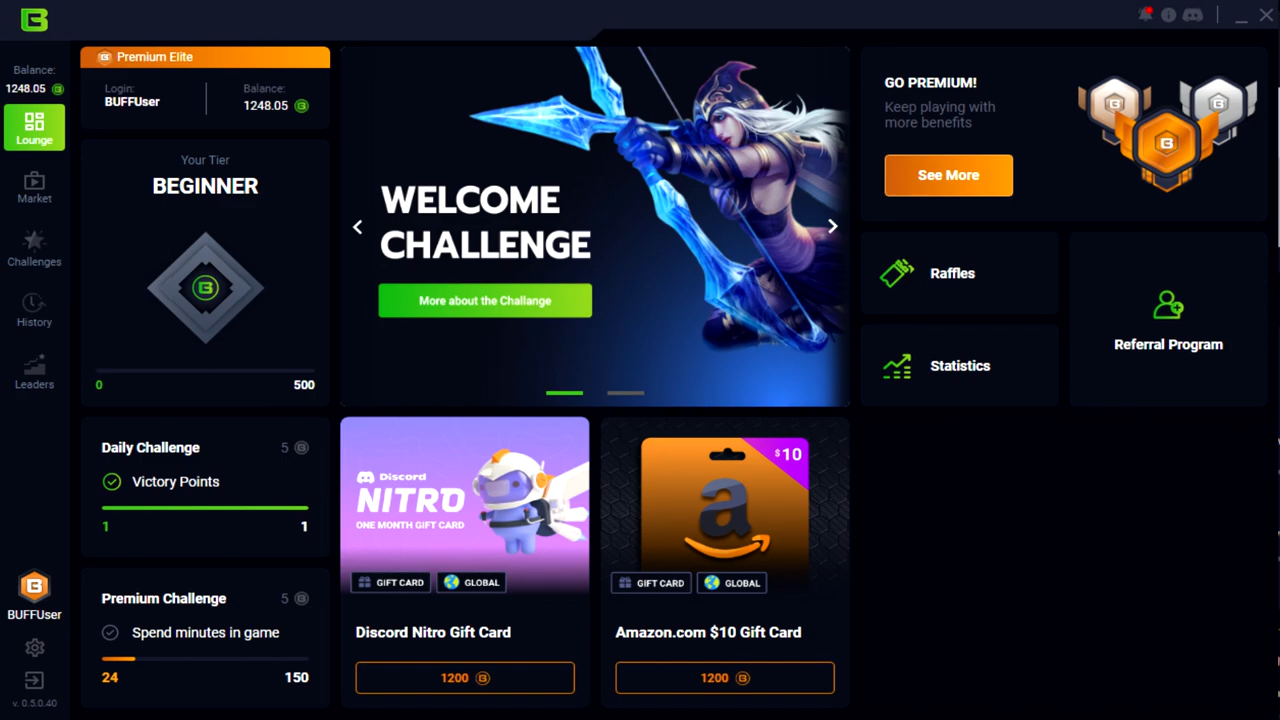 Balance:
1248.05
Lounge
Market
Challenges
History
Leaders
BUFFUser
v. 0.5.0.40
Premium Elite
Login:
BUFFUser
Balance:
1248.05
Your Tier
BEGINNER
0
500
WELCOME
CHALLENGE
More about the Challange
GO PREMIUM!
Keep playing with
more benefits
See More
Raffles
Statistics
Referral Program
Daily Challenge
5
Victory Points
1
1
Premium Challenge
5
Spend minutes in game
24
150
Discord
NITRO
ONE MONTH GIFT CARD
GIFT CARD
GLOBAL
Discord Nitro Gift Card
1200
$10
a
GIFT CARD
GLOBAL
Amazon.com $10 Gift Card
1200